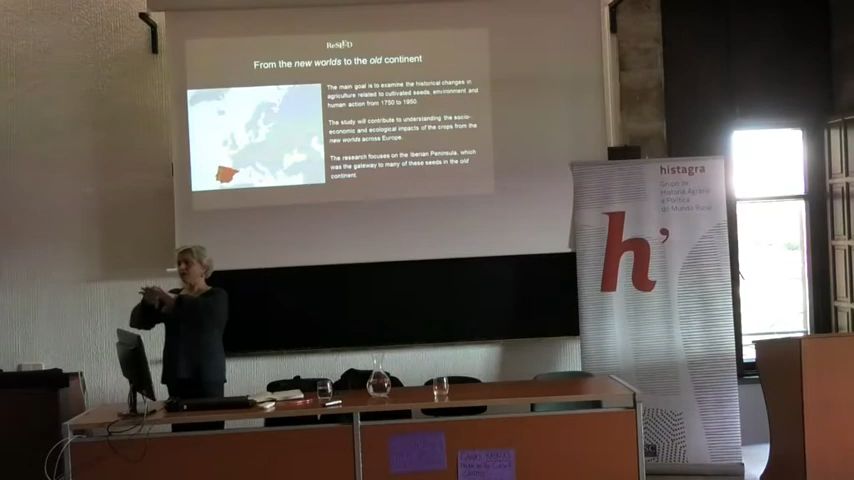 ReSEED
From the new worlds to the old continent
The main goal is to examine the historical changes in
agriculture related to cultivated seeds, environment and
human action from 1750 to 1950.
The study will contribute to understanding the socio-
economic and ecological impacts of the crops from the
new worlds across Europe.
The research focuses on the Iberian Peninsula, which
was the gateway to many of these seeds in the old
continent.
histagra
Grupo de
Historia Agraria
e Política
do Mundo Rural
h'